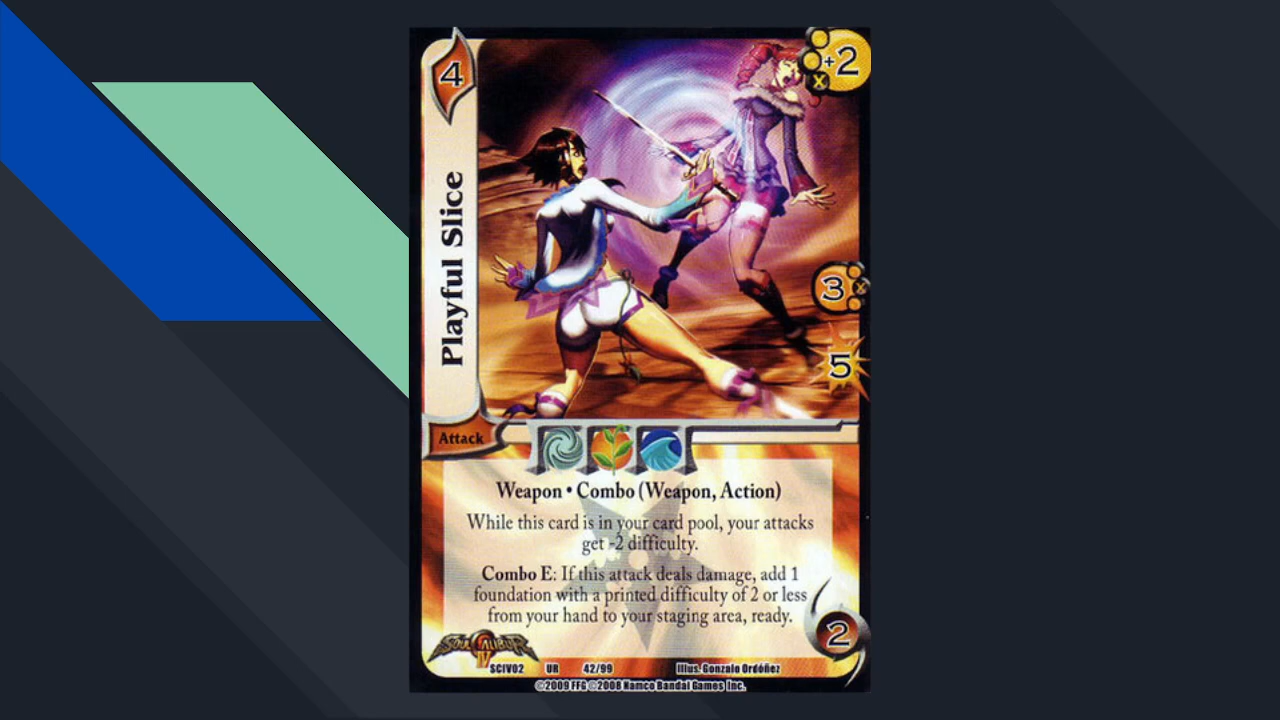 4
+2
Playful Slice
3
5
Attack
Weapon • Combo (Weapon, Action)
While this card is in your card pool, your attacks
get -2 difficulty.
Combo E: If this attack deals damage, add 1
foundation with a printed difficulty of 2 or less
from your hand to your staging area, ready.
2
SOULCALIBUR
IV
SCIV02 UR 42/99 Illus. Gonzalo Ordóñez
©2009 FFG ©2008 Namco Bandai Games Inc.